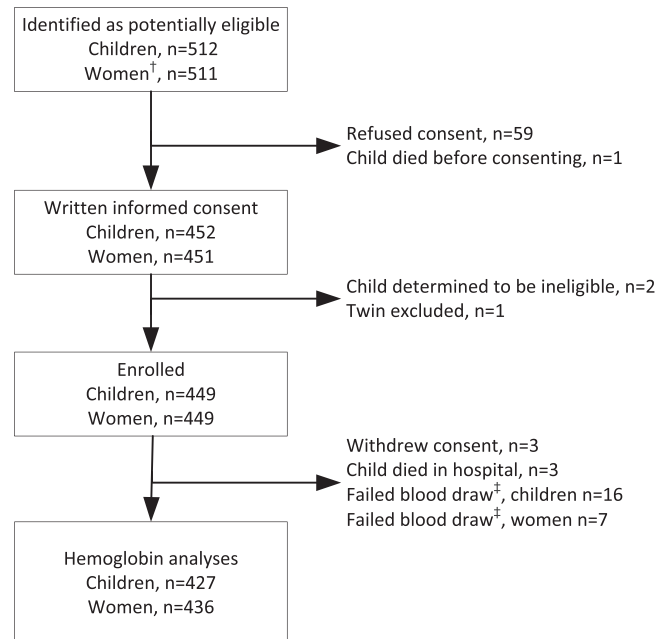 Identified as potentially eligible
Children, n=512
Women†, n=511
Refused consent, n=59
Child died before consenting, n=1
Written informed consent
Children, n=452
Women, n=451
Child determined to be ineligible, n=2
Twin excluded, n=1
Enrolled
Children, n=449
Women, n=449
Withdrew consent, n=3
Child died in hospital, n=3
Failed blood draw‡, children n=16
Failed blood draw‡, women n=7
Hemoglobin analyses
Children, n=427
Women, n=436